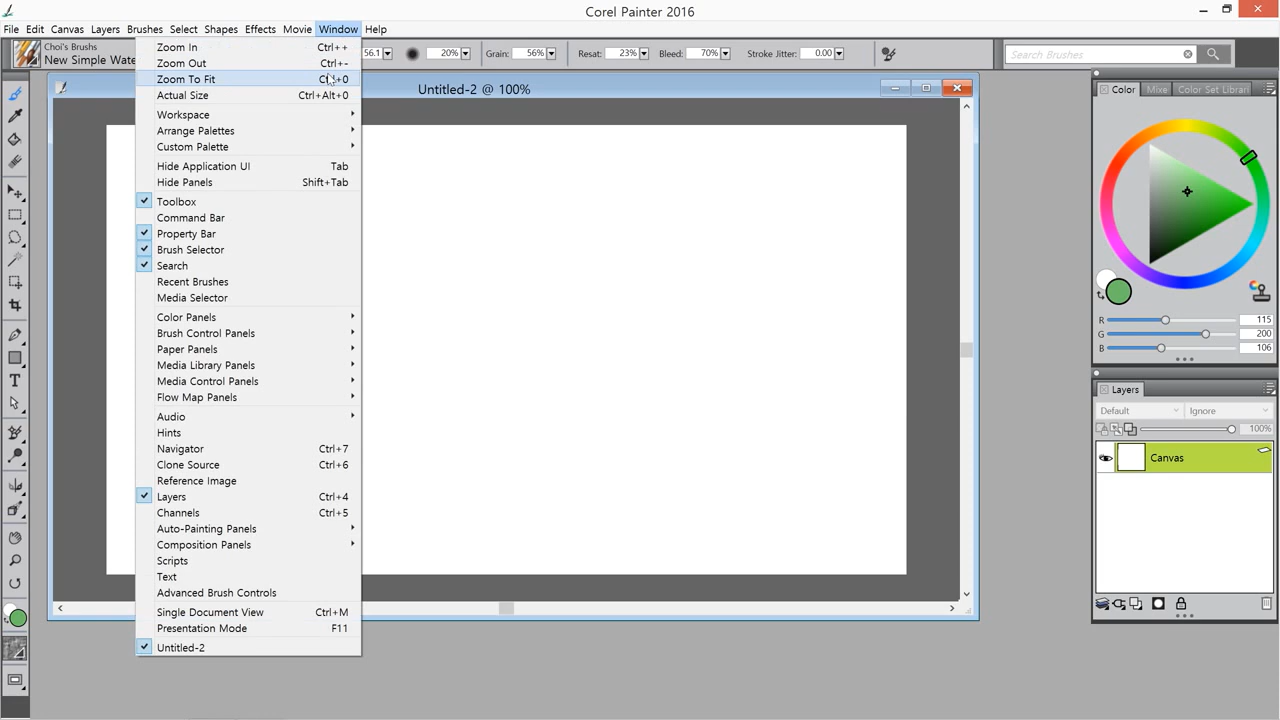 Corel Painter 2016
File Edit Canvas Layers Brushes Select Shapes Effects Movie Window Help
Choi's Brushs
New Simple Wate
56.1 20% Grain: 56% Resat: 23% Bleed: 70% Stroke Jitter: 0.00 Search Brushes
Zoom In Ctrl++
Zoom Out Ctrl+-
Zoom To Fit Ctrl+0
Actual Size Ctrl+Alt+0
Workspace
Arrange Palettes
Custom Palette
Hide Application UI Tab
Hide Panels Shift+Tab
Toolbox
Command Bar
Property Bar
Brush Selector
Search
Recent Brushes
Media Selector
Color Panels
Brush Control Panels
Paper Panels
Media Library Panels
Media Control Panels
Flow Map Panels
Audio
Hints
Navigator Ctrl+7
Clone Source Ctrl+6
Reference Image
Layers Ctrl+4
Channels Ctrl+5
Auto-Painting Panels
Composition Panels
Scripts
Text
Advanced Brush Controls
Single Document View Ctrl+M
Presentation Mode F11
Untitled-2
Untitled-2 @ 100%
Color Mixe Color Set Librari
R 115
G 200
B 106
Layers
Default Ignore
100%
Canvas
T